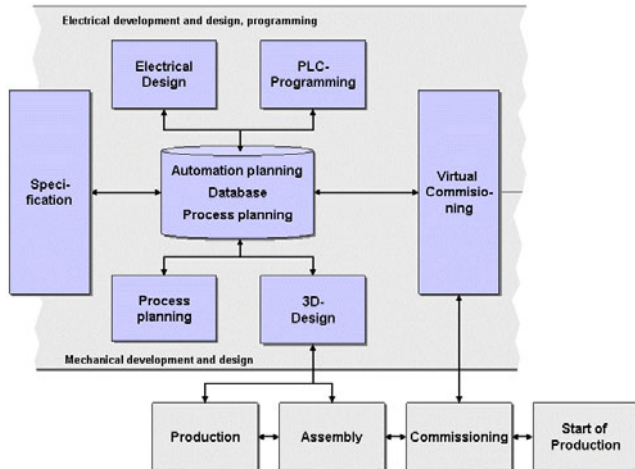 Electrical development and design, programming
Electrical
Design
PLC-
Programming
Speci-
fication
Automation planning
Database
Process planning
Virtual
Commisio-
ning
Process
planning
3D-
Design
Mechanical development and design
Production
Assembly
Commissioning
Start of
Production